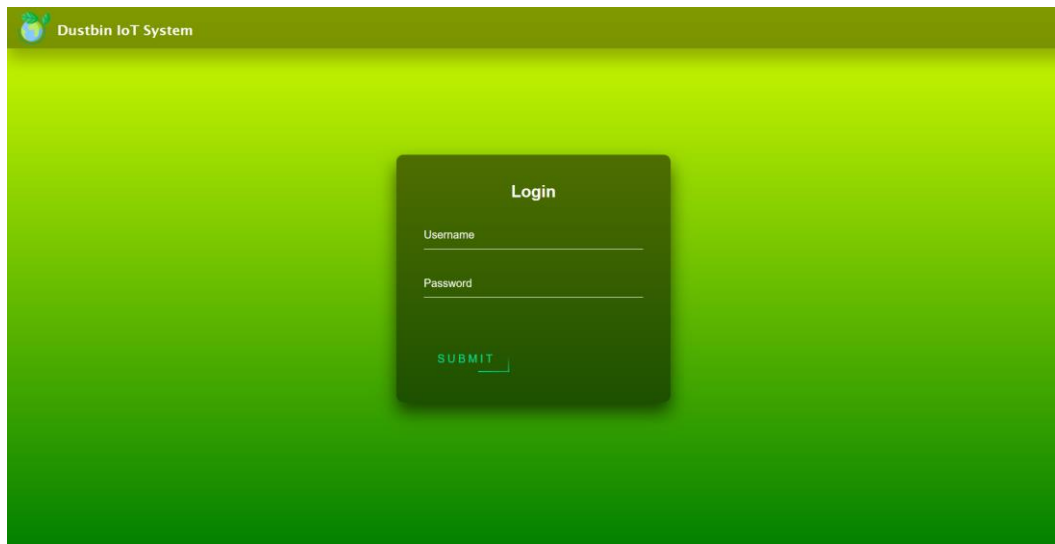 Dustbin IoT System
Login
Username
Password
SUBMIT